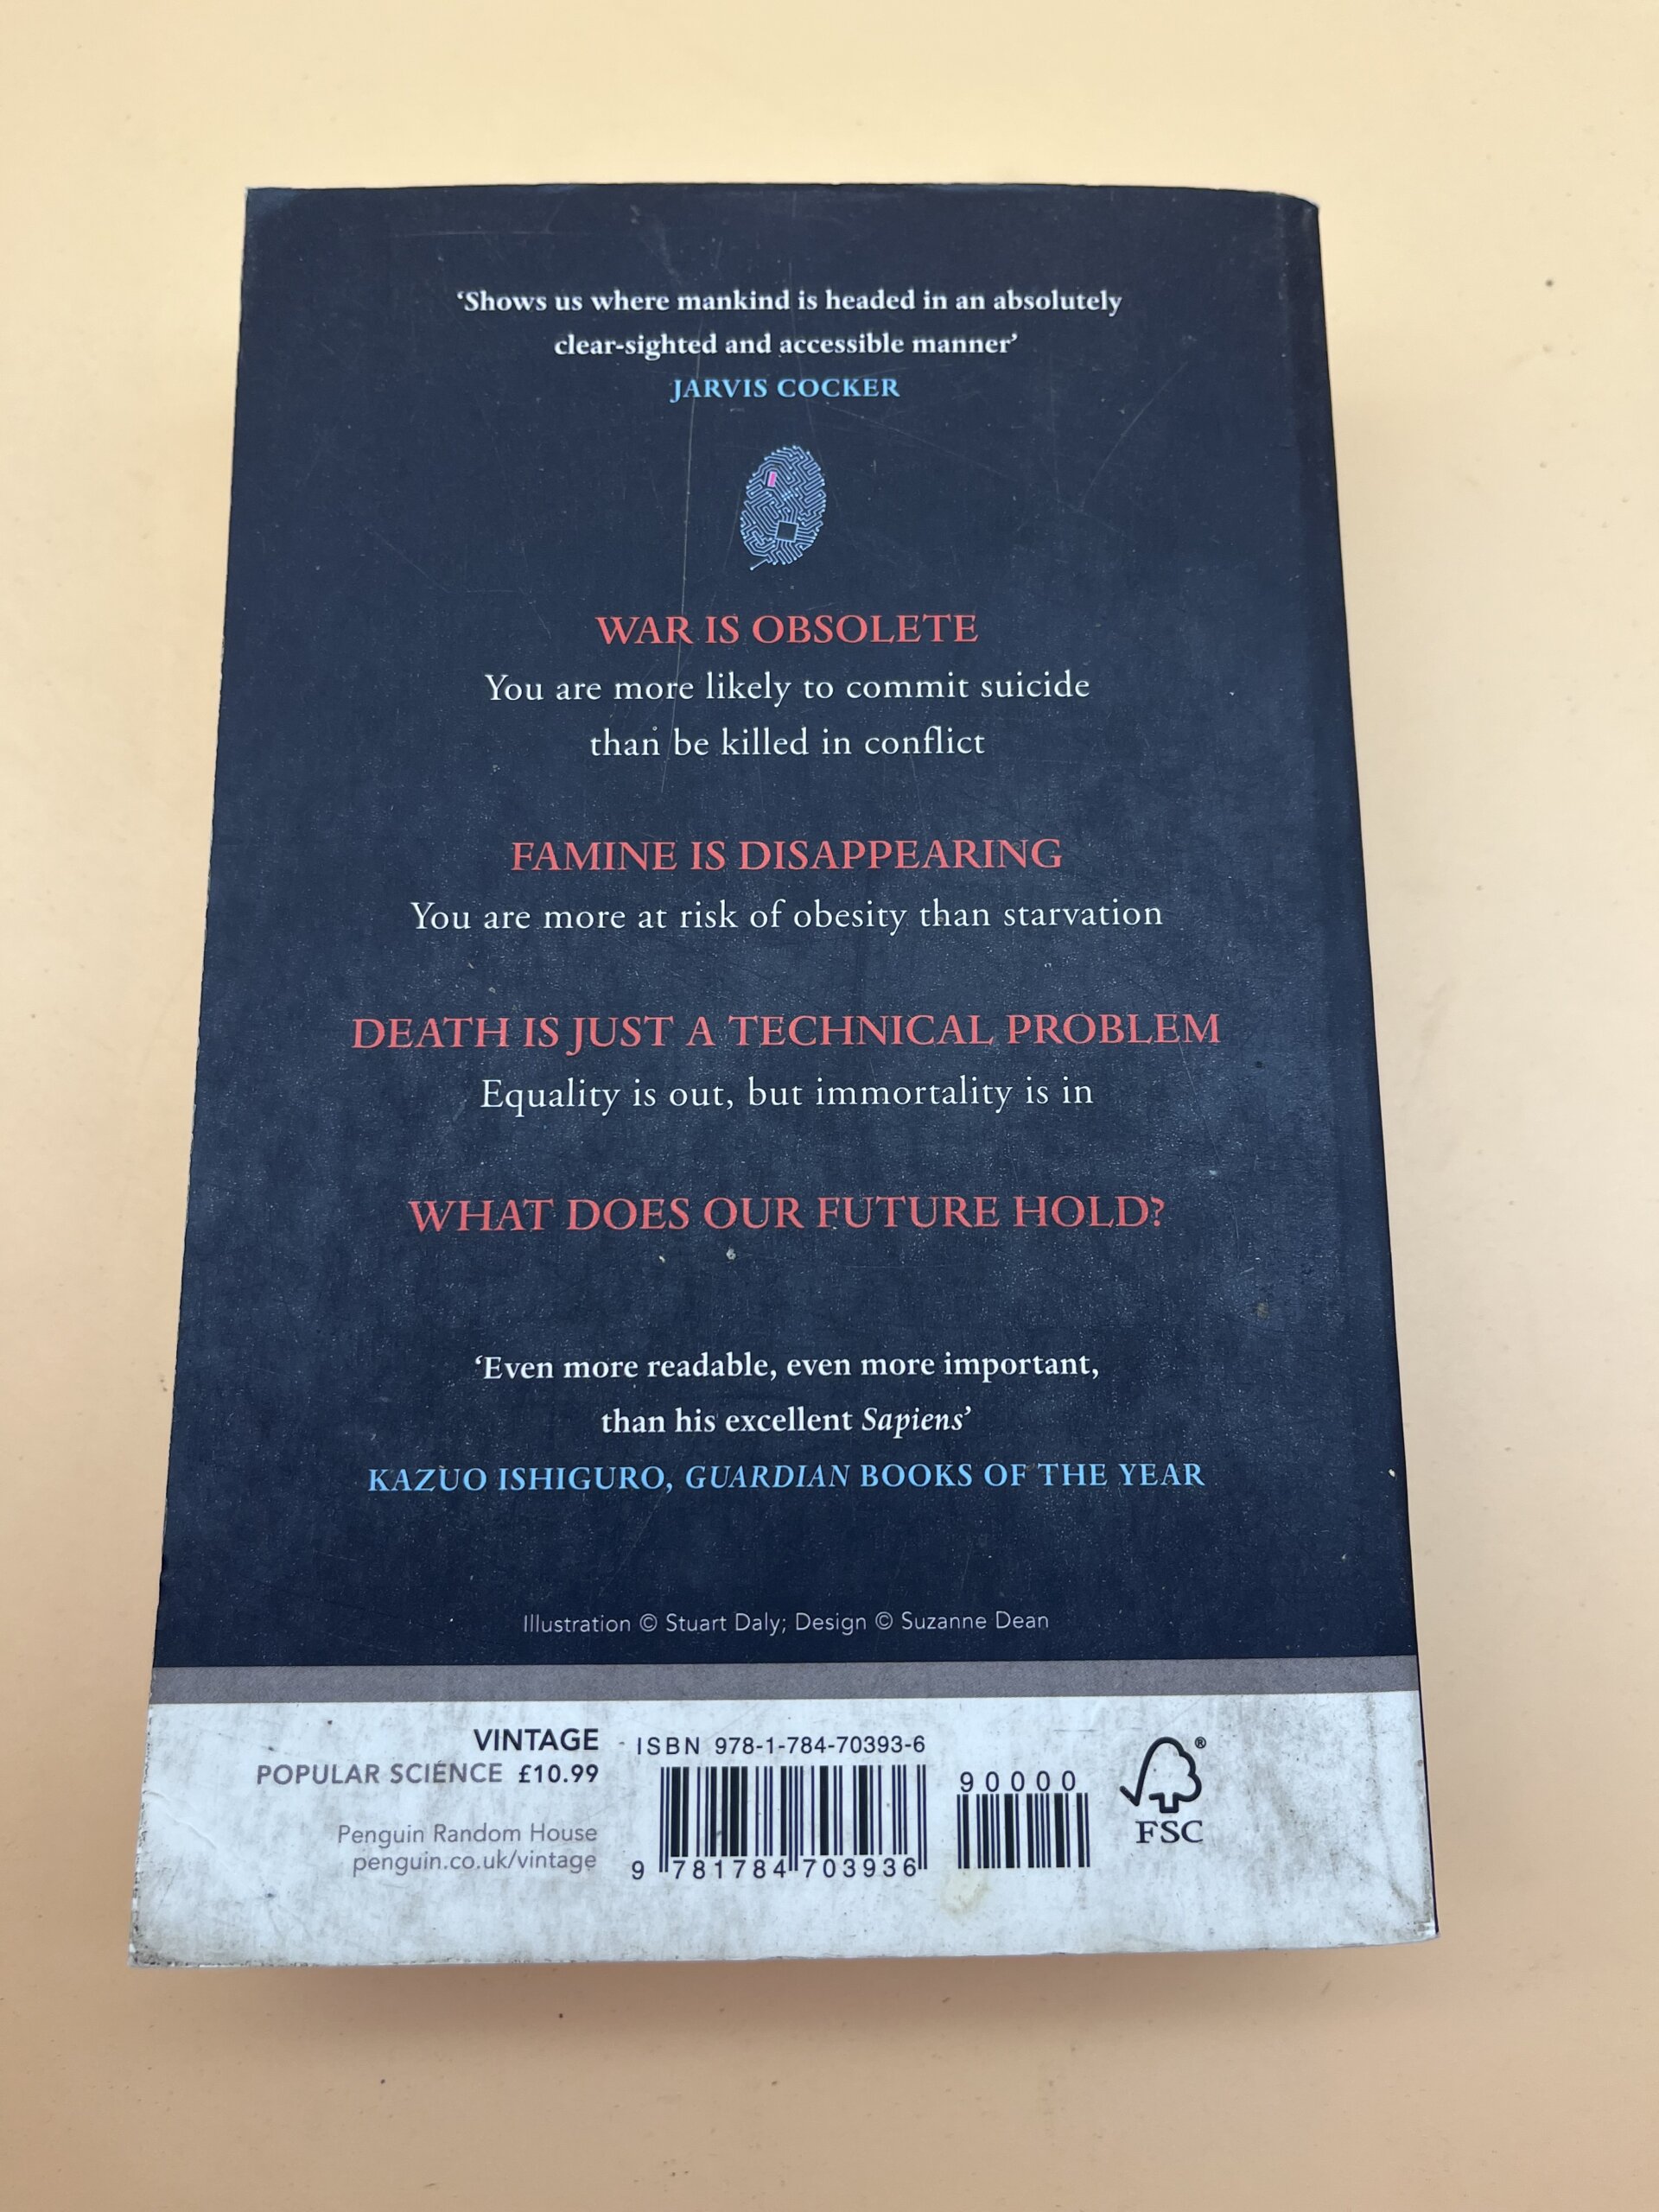 ‘Shows us where mankind is headed in an absolutely
clear-sighted and accessible manner’
JARVIS COCKER
WAR IS OBSOLETE
You are more likely to commit suicide
than be killed in conflict
FAMINE IS DISAPPEARING
You are more at risk of obesity than starvation
DEATH IS JUST A TECHNICAL PROBLEM
Equality is out, but immortality is in
WHAT DOES OUR FUTURE HOLD?
‘Even more readable, even more important,
than his excellent Sapiens’
KAZUO ISHIGURO, GUARDIAN BOOKS OF THE YEAR
Illustration © Stuart Daly; Design © Suzanne Dean
VINTAGE
POPULAR SCIENCE £10.99
Penguin Random House
penguin.co.uk/vintage
ISBN 978-1-784-70393-6
9 781784 703936
90000
®
FSC